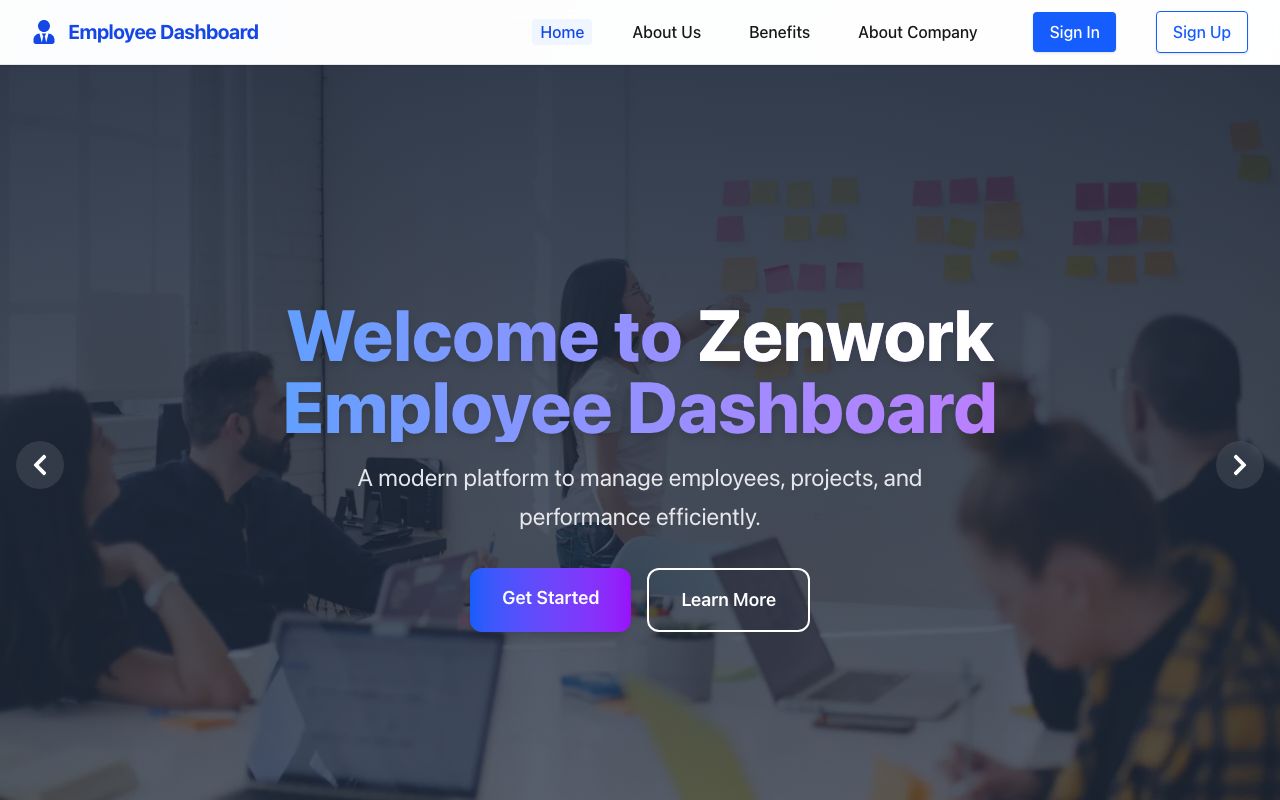 Employee Dashboard
Home
About Us
Benefits
About Company
Sign In
Sign Up
Welcome to Zenwork
Employee Dashboard
A modern platform to manage employees, projects, and
performance efficiently.
Get Started
Learn More